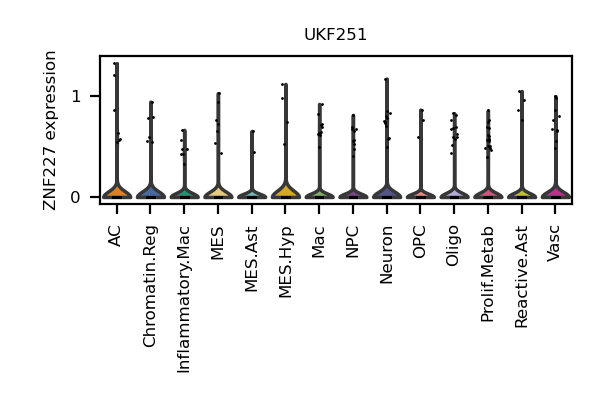 UKF251
ZNF227 expression
1
0
AC
Chromatin.Reg
Inflammatory.Mac
MES
MES.Ast
MES.Hyp
Mac
NPC
Neuron
OPC
Oligo
Prolif.Metab
Reactive.Ast
Vasc